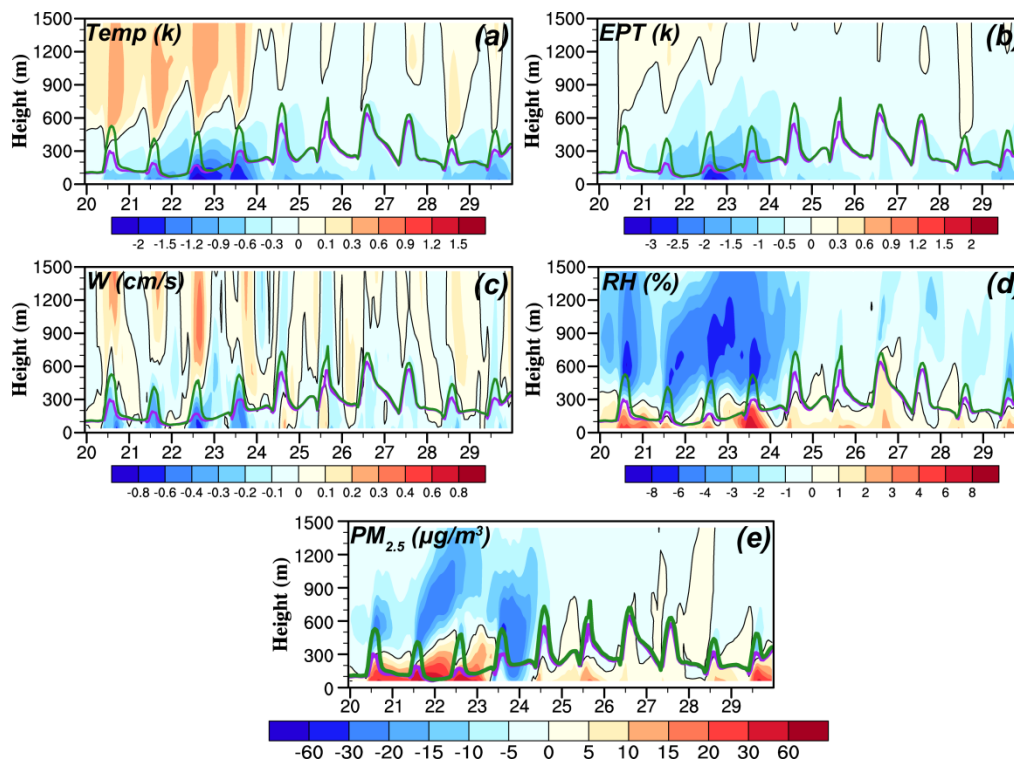 Temp (k)
(a)
Height (m)
1500
1200
900
600
300
0
20 21 22 23 24 25 26 27 28 29
-2 -1.5 -1.2 -0.9 -0.6 -0.3 0 0.1 0.3 0.6 0.9 1.2 1.5
EPT (k)
(b)
Height (m)
1500
1200
900
600
300
0
20 21 22 23 24 25 26 27 28 29
-3 -2.5 -2 -1.5 -1 -0.5 0 0.3 0.6 0.9 1.2 1.5 2
W (cm/s)
(c)
Height (m)
1500
1200
900
600
300
0
20 21 22 23 24 25 26 27 28 29
-0.8 -0.6 -0.4 -0.3 -0.2 -0.1 0 0.1 0.2 0.3 0.4 0.6 0.8
RH (%)
(d)
Height (m)
1500
1200
900
600
300
0
20 21 22 23 24 25 26 27 28 29
-8 -6 -4 -3 -2 -1 0 1 2 3 4 6 8
PM2.5 (μg/m³)
(e)
Height (m)
1500
1200
900
600
300
0
20 21 22 23 24 25 26 27 28 29
-60 -30 -20 -15 -10 -5 0 5 10 15 20 30 60